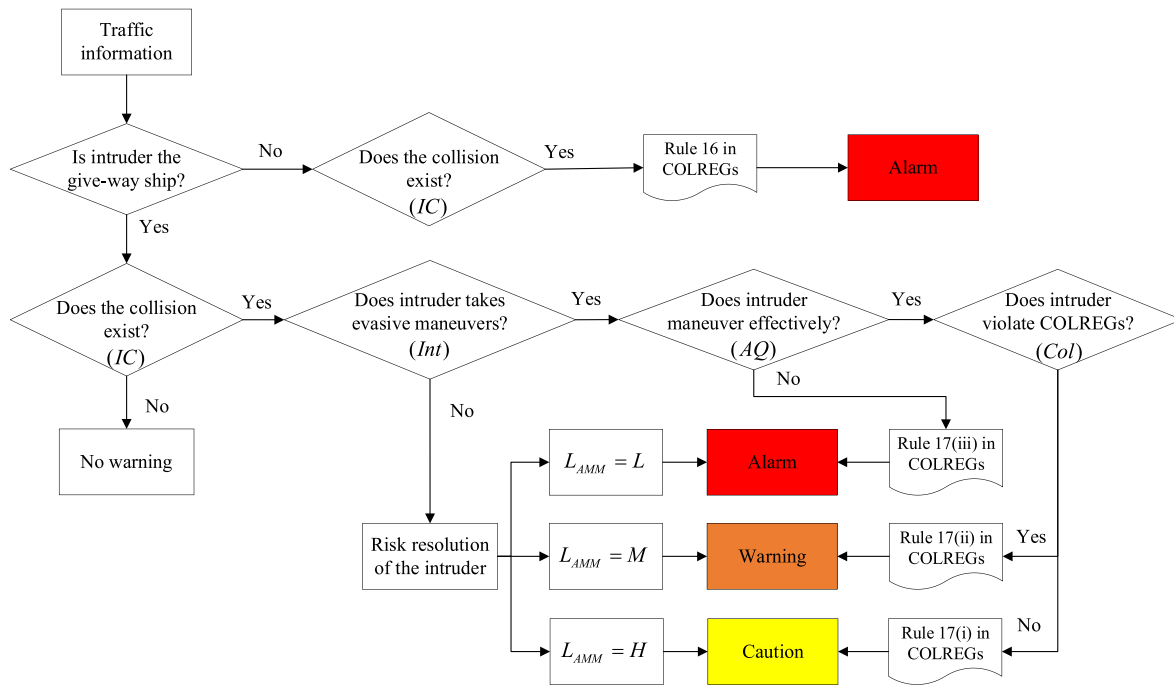 Traffic
information
Is intruder the
give-way ship?
No
Does the collision
exist?
(IC)
Yes
Rule 16 in
COLREGs
Alarm
Yes
Does the collision
exist?
(IC)
Yes
Does intruder takes
evasive maneuvers?
(Int)
Yes
Does intruder
maneuver effectively?
(AQ)
Yes
Does intruder
violate COLREGs?
(Col)
No
No warning
No
No
Risk resolution
of the intruder
L_AMM = L
Alarm
Rule 17(iii) in
COLREGs
L_AMM = M
Warning
Rule 17(ii) in
COLREGs
Yes
L_AMM = H
Caution
Rule 17(i) in
COLREGs
No